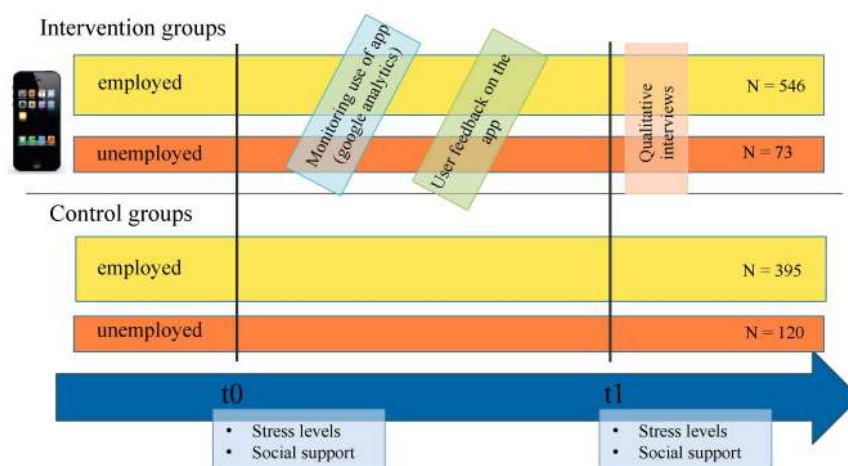 Intervention groups
employed
Monitoring use of app
(google analytics)
User feedback on the
app
Qualitative
interviews
N = 546
unemployed
N = 73
Control groups
employed
N = 395
unemployed
N = 120
t0
t1
• Stress levels
• Social support
• Stress levels
• Social support